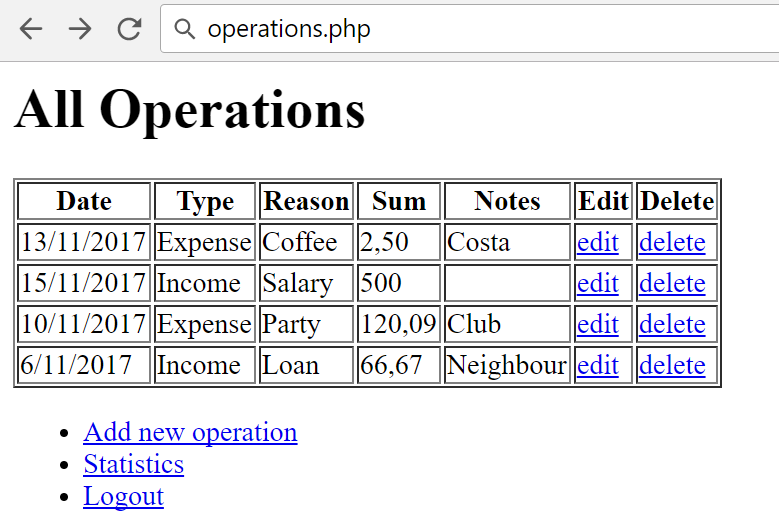 operations.php
All Operations
Date Type Reason Sum Notes Edit Delete
13/11/2017 Expense Coffee 2,50 Costa edit delete
15/11/2017 Income Salary 500 edit delete
10/11/2017 Expense Party 120,09 Club edit delete
6/11/2017 Income Loan 66,67 Neighbour edit delete
Add new operation
Statistics
Logout